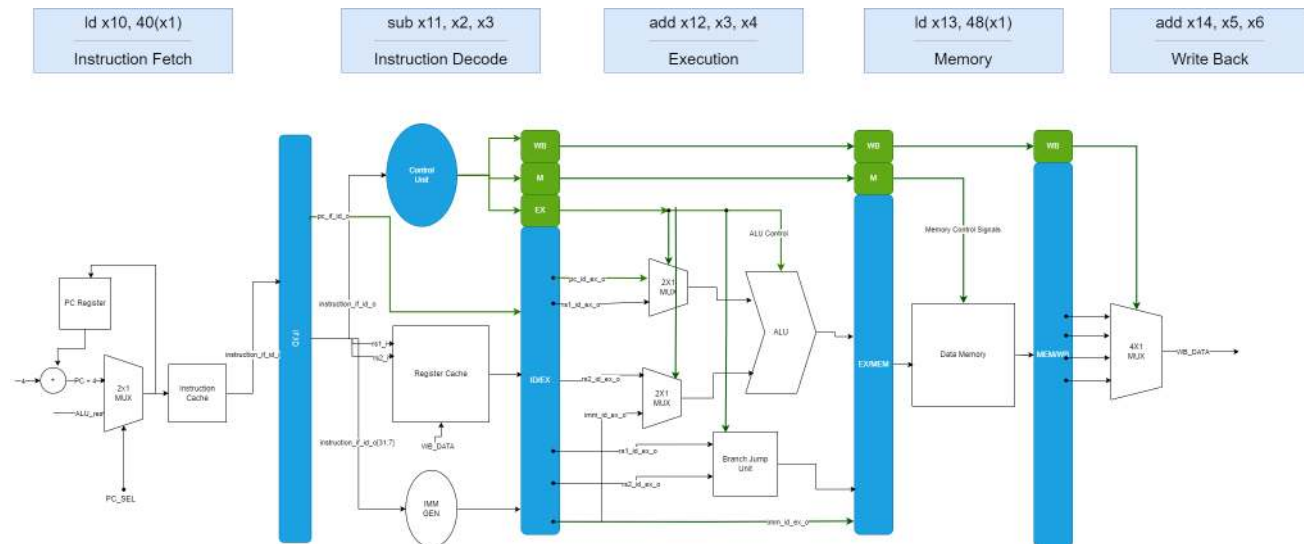 ld x10, 40(x1)
Instruction Fetch
sub x11, x2, x3
Instruction Decode
add x12, x3, x4
Execution
ld x13, 48(x1)
Memory
add x14, x5, x6
Write Back
Control
Unit
WB
M
EX
WB
M
WB
pc_if_id_o
ALU Control
Memory Control Signals
PC Register
instruction_if_id_o
instruction_if_id_
IF/ID
rs1_i
rs2_i
Register Cache
WB_DATA
ID/EX
pc_id_ex_o
rs1_id_ex_o
2X1
MUX
ALU
EX/MEM
Data Memory
MEM/WB
4X1
MUX
WB_DATA
4
+
PC + 4
2x1
MUX
Instruction
Cache
ALU_res
PC_SEL
rs2_id_ex_o
2X1
MUX
imm_id_ex_o
instruction_if_id_o(31:7)
rs1_id_ex_o
rs2_id_ex_o
Branch Jump
Unit
IMM
GEN
imm_id_ex_o